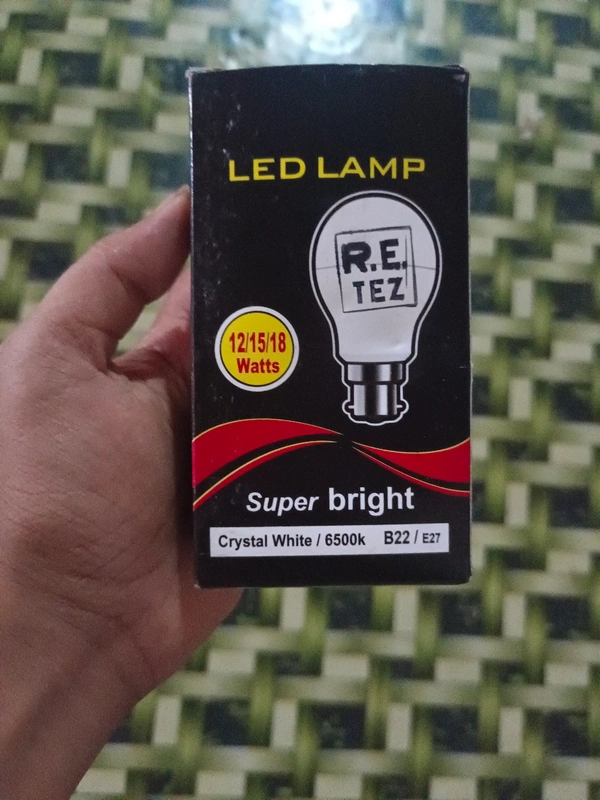 LED LAMP
R.E.
TEZ
12/15/18
Watts
Super bright
Crystal White / 6500k B22 / E27